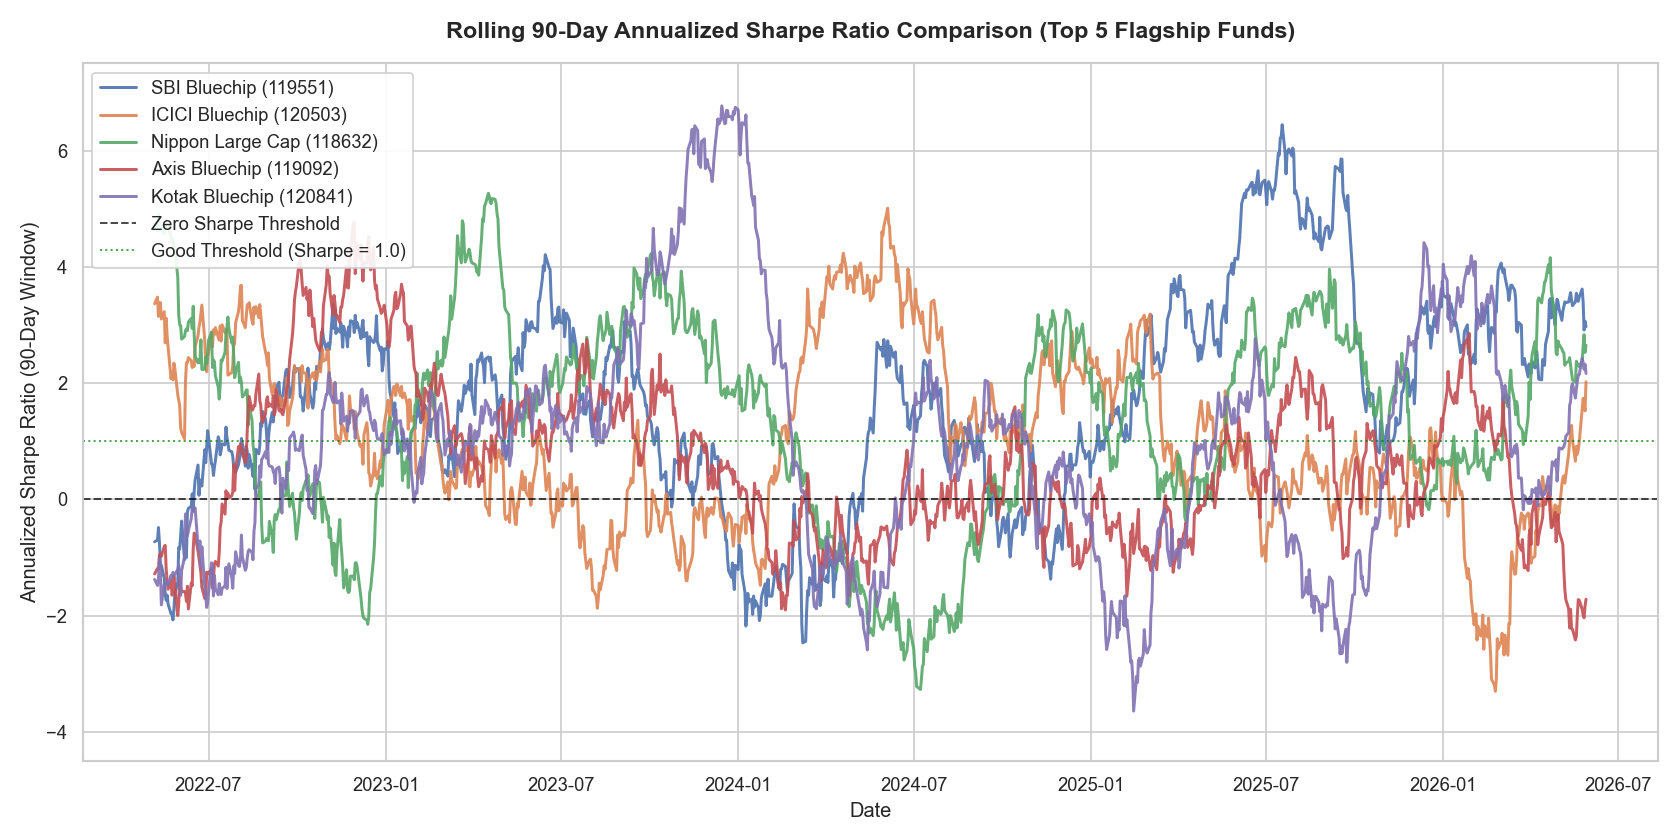 Rolling 90-Day Annualized Sharpe Ratio Comparison (Top 5 Flagship Funds)
SBI Bluechip (119551)
ICICI Bluechip (120503)
Nippon Large Cap (118632)
Axis Bluechip (119092)
Kotak Bluechip (120841)
Zero Sharpe Threshold
Good Threshold (Sharpe = 1.0)
Annualized Sharpe Ratio (90-Day Window)
6
4
2
0
−2
−4
2022-07
2023-01
2023-07
2024-01
2024-07
2025-01
2025-07
2026-01
2026-07
Date